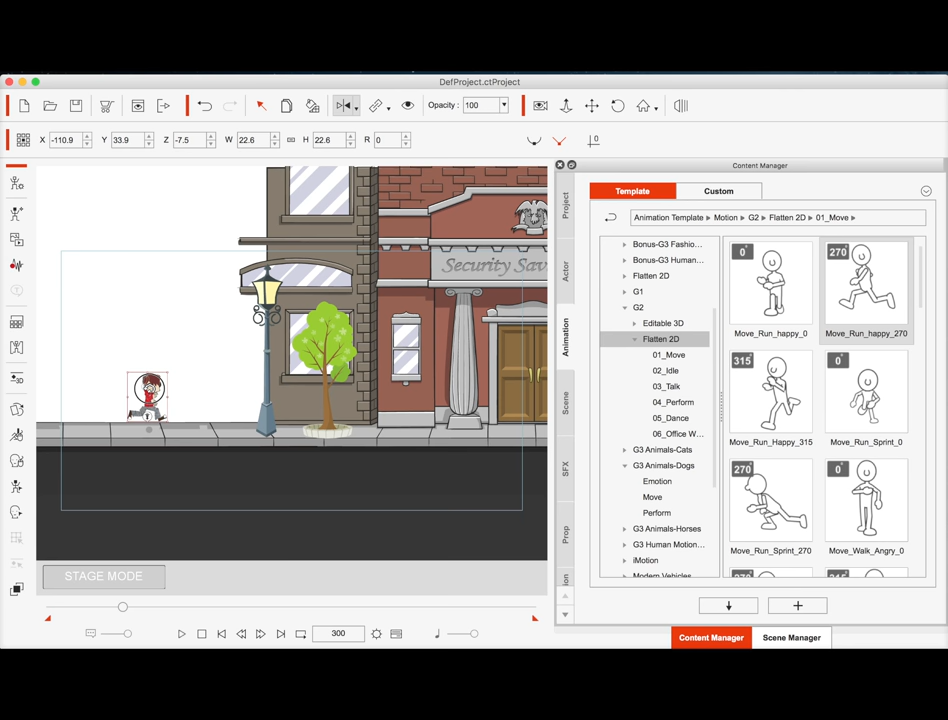 DefProject.ctProject
Opacity : 100
X -110.9 Y 33.9 Z -7.5 W 22.6 H 22.6 R 0
Content Manager
Template Custom
Animation Template Motion G2 Flatten 2D 01_Move
Project
Actor
Animation
Scene
SFX
Prop
Bonus-G3 Fashio...
Bonus-G3 Human...
Flatten 2D
G1
G2
Editable 3D
Flatten 2D
01_Move
02_Idle
03_Talk
04_Perform
05_Dance
06_Office W...
G3 Animals-Cats
G3 Animals-Dogs
Emotion
Move
Perform
G3 Animals-Horses
G3 Human Motion...
iMotion
Modern Vehicles
0° 270°
Move_Run_happy_0 Move_Run_happy_270
315° 0°
Move_Run_Happy_315 Move_Run_Sprint_0
270° 0°
Move_Run_Sprint_270 Move_Walk_Angry_0
Security Sav
STAGE MODE
300
Content Manager Scene Manager